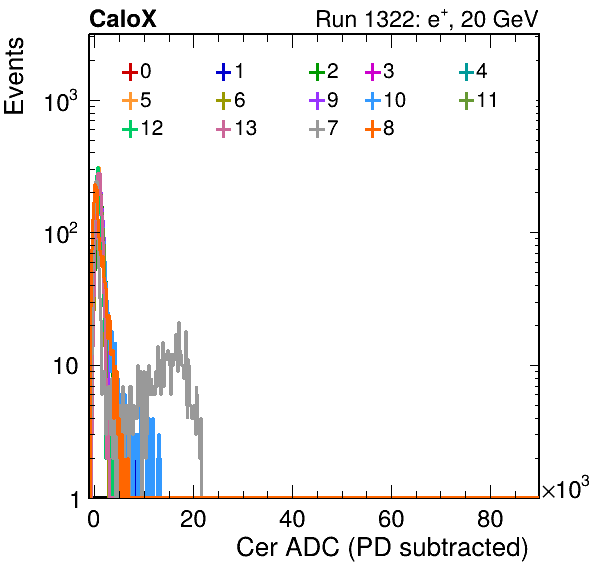 CaloX Run 1322: e⁺, 20 GeV
Events
0 1 2 3 4
5 6 9 10 11
12 13 7 8
10³
10²
10
1
0 20 40 60 80 ×10³
Cer ADC (PD subtracted)